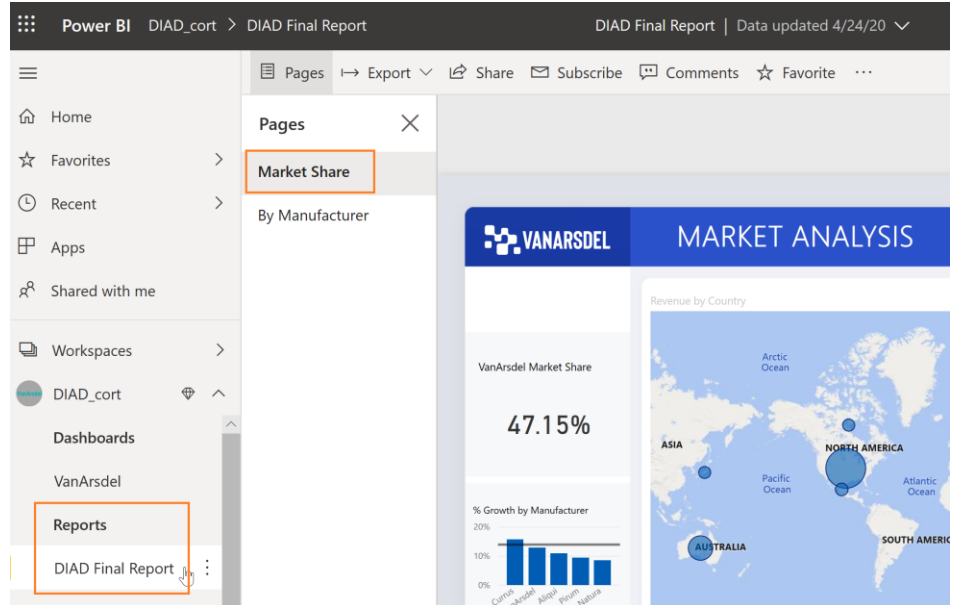 Power BI DIAD_cort > DIAD Final Report
DIAD Final Report | Data updated 4/24/20
Pages Export Share Subscribe Comments Favorite ...
Home
Favorites
Recent
Apps
Shared with me
Workspaces
DIAD_cort
Dashboards
VanArsdel
Reports
DIAD Final Report
Pages
Market Share
By Manufacturer
VANARSDEL
MARKET ANALYSIS
VanArsdel Market Share
47.15%
% Growth by Manufacturer
20%
10%
0%
Currus
Aliqui
Pirum
Natura
Revenue by Country
Arctic
Ocean
ASIA
NORTH AMERICA
Pacific
Ocean
Atlantic
Ocean
AUSTRALIA
SOUTH AMERIC